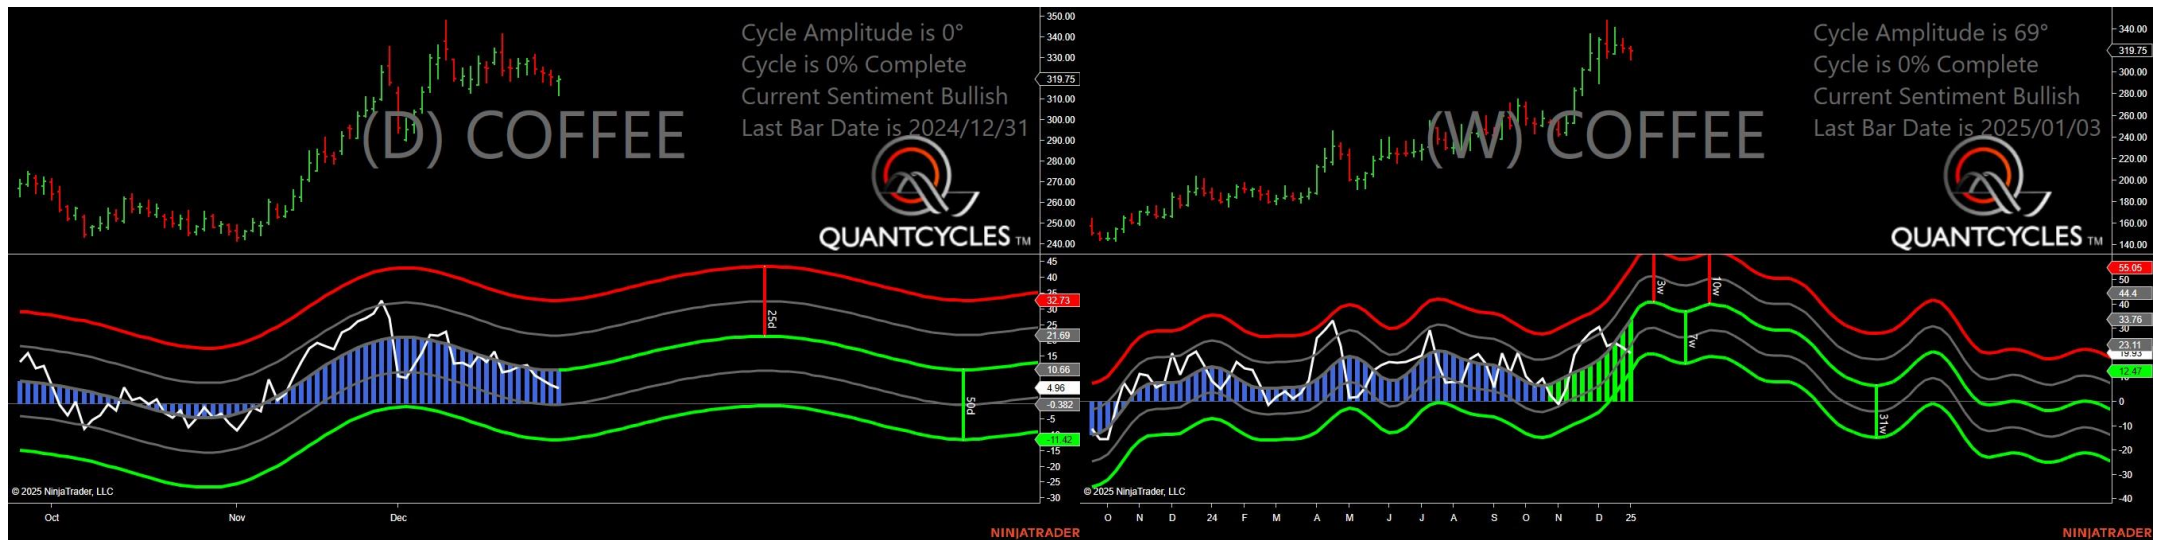 Cycle Amplitude is 0°
Cycle is 0% Complete
Current Sentiment Bullish
Last Bar Date is 2024/12/31
(D) COFFEE
QUANTCYCLES TM
350.00
340.00
330.00
319.75
310.00
300.00
290.00
280.00
270.00
260.00
250.00
240.00
45
40
32.73
30
25
21.69
15
10.66
4.96
-0.382
-5
-11.42
-15
-20
-25
-30
25d
50d
© 2025 NinjaTrader, LLC
Oct Nov Dec
NINJATRADER
Cycle Amplitude is 69°
Cycle is 0% Complete
Current Sentiment Bullish
Last Bar Date is 2025/01/03
(W) COFFEE
QUANTCYCLES TM
340.00
319.75
300.00
280.00
260.00
240.00
220.00
200.00
180.00
160.00
140.00
55.05
50
44.4
33.76
30
23.11
19.93
12.47
0
-10
-20
-30
-40
3w
10w
7w
31w
© 2025 NinjaTrader, LLC
O N D 24 F M A M J J A S O N D 25
NINJATRADER